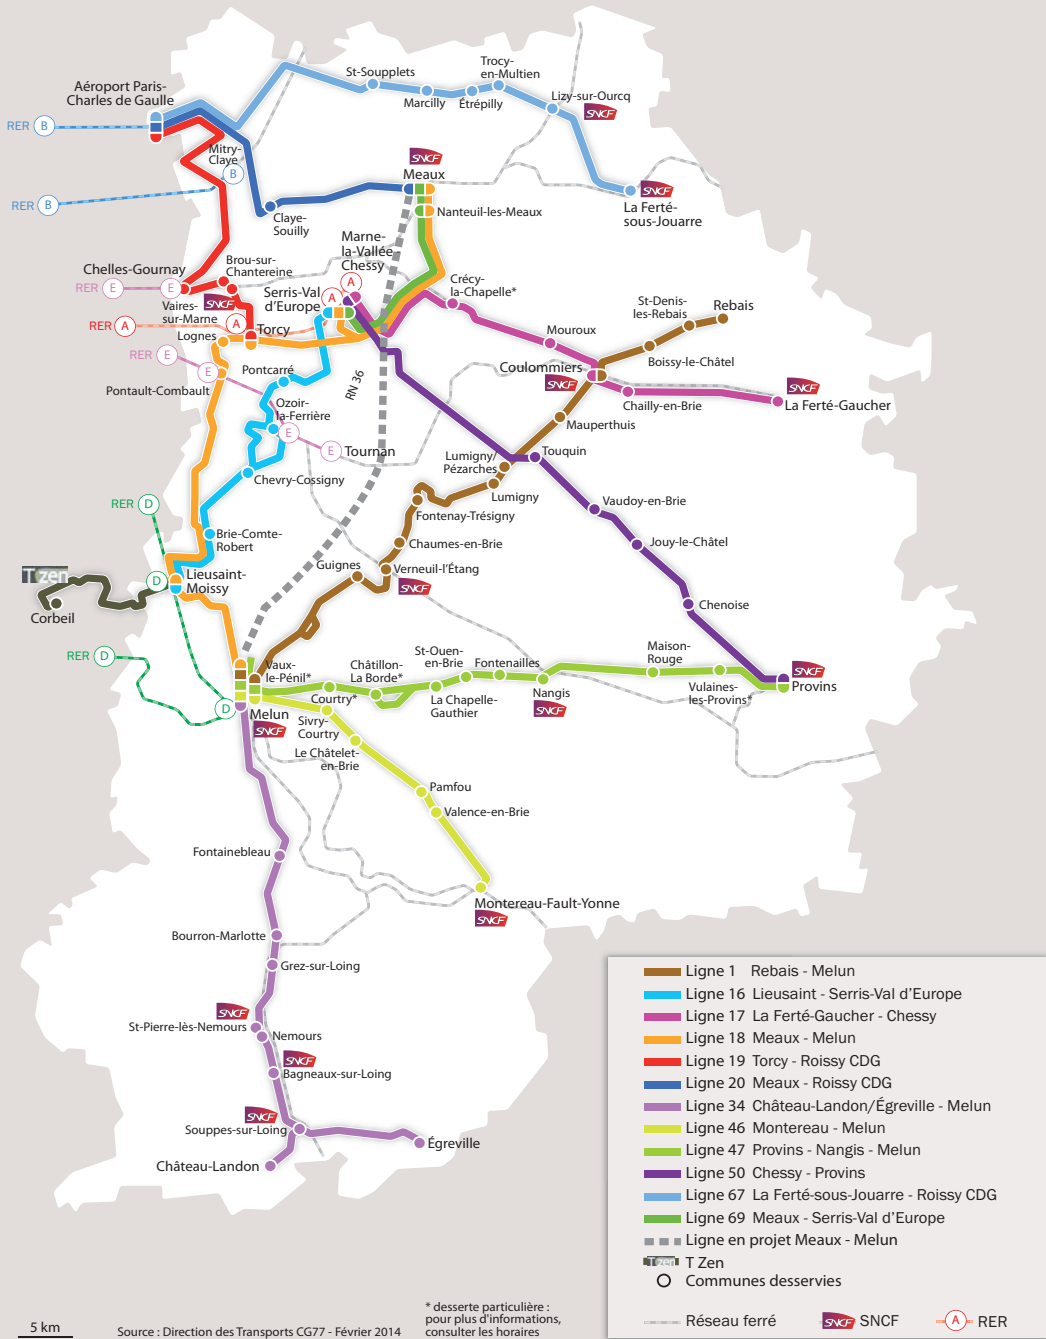 St-Soupplets
Trocy-
en-Multien
Marcilly
Étrépilly
Lizy-sur-Ourcq
SNCF
Aéroport Paris-
Charles de Gaulle
RER B
Mitry-
Claye
B
RER B
SNCF
Meaux
Nanteuil-les-Meaux
SNCF
La Ferté-
sous-Jouarre
Claye-
Souilly
Marne-
la-Vallée
Chessy
A
Chelles-Gournay
RER E
E
Brou-sur-
Chantereine
SNCF
Vaires-
sur-Marne
Serris-Val
d'Europe
A
Crécy-
la-Chapelle*
St-Denis-
les-Rebais
Rebais
RER A
A
Torcy
Lognes
Mouroux
Boissy-le-Châtel
RER E
E
Pontault-Combault
Pontcarré
RN 36
Coulommiers
SNCF
SNCF
La Ferté-Gaucher
Chailly-en-Brie
Ozoir-
la-Ferrière
E
E
Tournan
Mauperthuis
Lumigny/
Pézarches
Touquin
Chevry-Cossigny
Lumigny
RER D
Fontenay-Trésigny
Vaudoy-en-Brie
Brie-Comte-
Robert
Chaumes-en-Brie
Jouy-le-Châtel
T zen
Corbeil
D
Lieusaint-
Moissy
Guignes
Verneuil-l'Étang
SNCF
Chenoise
RER D
Vaux-
le-Pénil*
Châtillon-
La Borde*
St-Ouen-
en-Brie
Fontenailles
Maison-
Rouge
SNCF
Provins
D
Melun
SNCF
Courtry*
Sivry-
Courtry
La Chapelle-
Gauthier
Nangis
SNCF
Vulaines-
les-Provins*
Le Châtelet-
en-Brie
Pamfou
Valence-en-Brie
Fontainebleau
Montereau-Fault-Yonne
SNCF
Bourron-Marlotte
Grez-sur-Loing
SNCF
St-Pierre-lès-Nemours
Nemours
SNCF
Bagneaux-sur-Loing
SNCF
Souppes-sur-Loing
Égreville
Château-Landon
Ligne 1 Rebais - Melun
Ligne 16 Lieusaint - Serris-Val d'Europe
Ligne 17 La Ferté-Gaucher - Chessy
Ligne 18 Meaux - Melun
Ligne 19 Torcy - Roissy CDG
Ligne 20 Meaux - Roissy CDG
Ligne 34 Château-Landon/Égreville - Melun
Ligne 46 Montereau - Melun
Ligne 47 Provins - Nangis - Melun
Ligne 50 Chessy - Provins
Ligne 67 La Ferté-sous-Jouarre - Roissy CDG
Ligne 69 Meaux - Serris-Val d'Europe
Ligne en projet Meaux - Melun
T zen T Zen
Communes desservies
Réseau ferré SNCF SNCF A RER
5 km
Source : Direction des Transports CG77 - Février 2014
* desserte particulière :
pour plus d'informations,
consulter les horaires